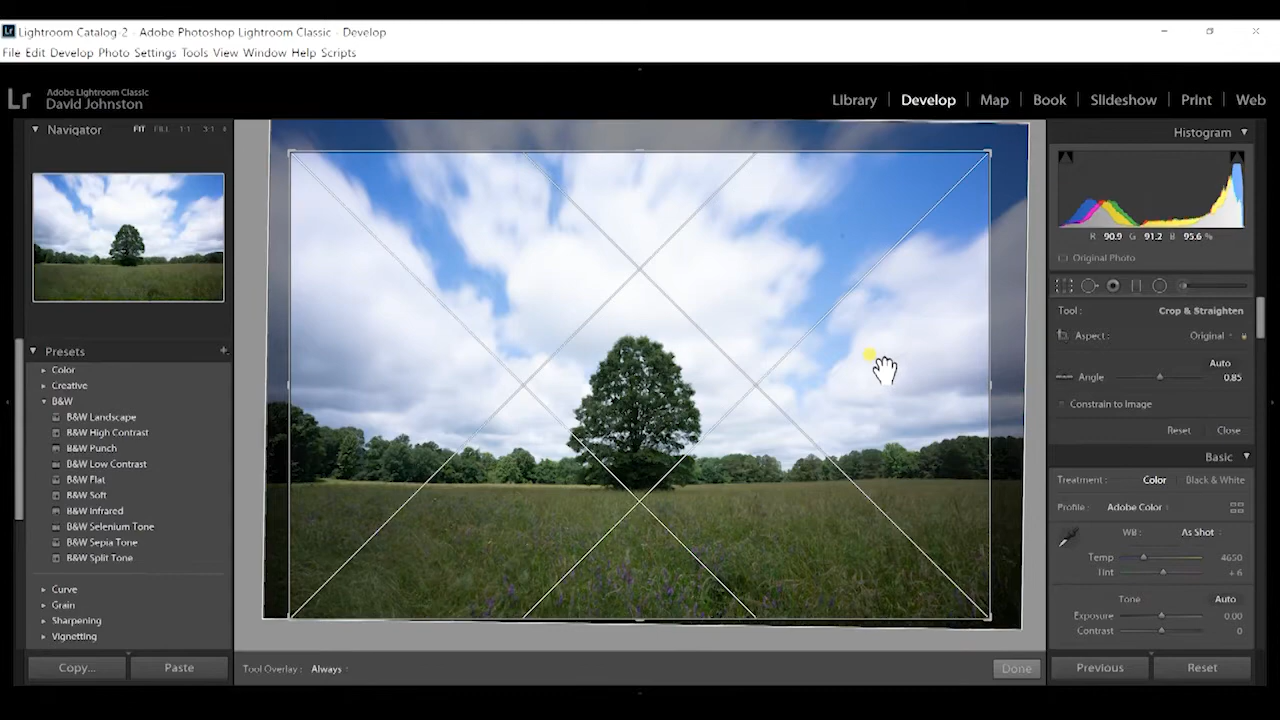 Lr Lightroom Catalog-2 - Adobe Photoshop Lightroom Classic - Develop
File Edit Develop Photo Settings Tools View Window Help Scripts
Lr Adobe Lightroom Classic
David Johnston
Library | Develop | Map | Book | Slideshow | Print | Web
Navigator FIT FILL 1:1 3:1
Presets +
Color
Creative
B&W
B&W Landscape
B&W High Contrast
B&W Punch
B&W Low Contrast
B&W Flat
B&W Soft
B&W Infrared
B&W Selenium Tone
B&W Sepia Tone
B&W Split Tone
Curve
Grain
Sharpening
Vignetting
Copy... Paste
Tool Overlay : Always
Done
Histogram
R 90.9 G 91.2 B 95.6 %
Original Photo
Tool : Crop & Straighten
Aspect : Original
Auto
Angle 0.85
Constrain to Image
Reset Close
Basic
Treatment : Color Black & White
Profile : Adobe Color
WB : As Shot
Temp 4650
Tint + 6
Tone Auto
Exposure 0.00
Contrast 0
Previous Reset